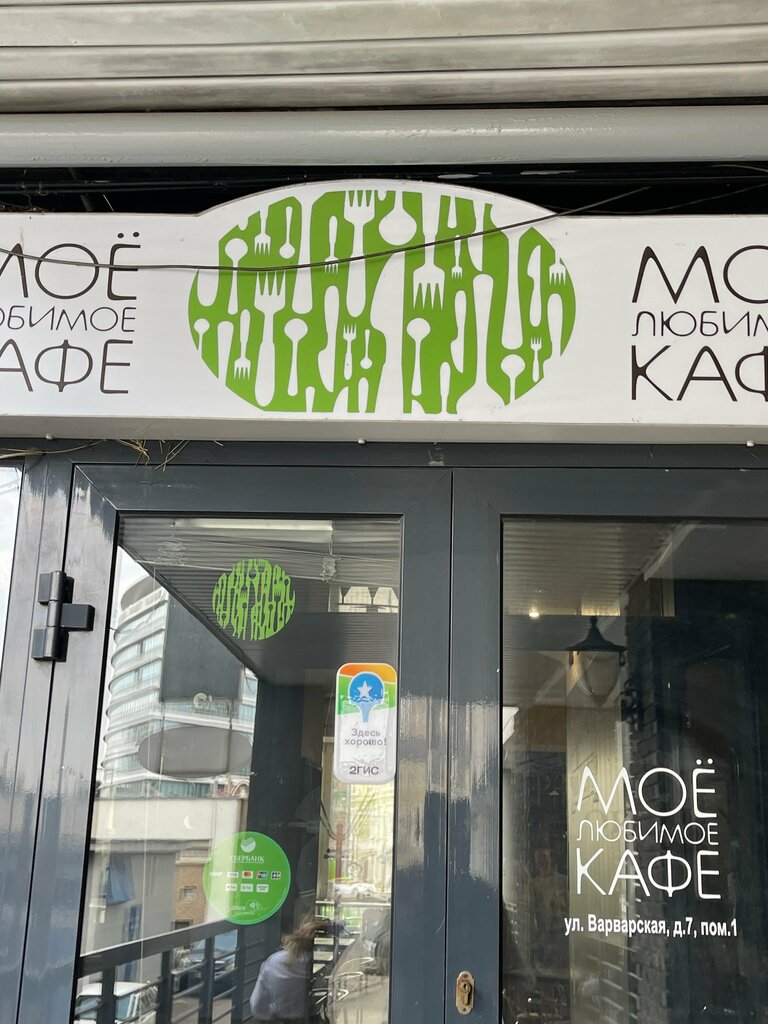 МОЁ
ЛЮБИМОЕ
КАФЕ
МОЁ
ЛЮБИМОЕ
КАФЕ
Здесь
хорошо!
2ГИС
СБЕРБАНК
МОЁ
ЛЮБИМОЕ
КАФЕ
ул. Варварская, д.7, пом.1